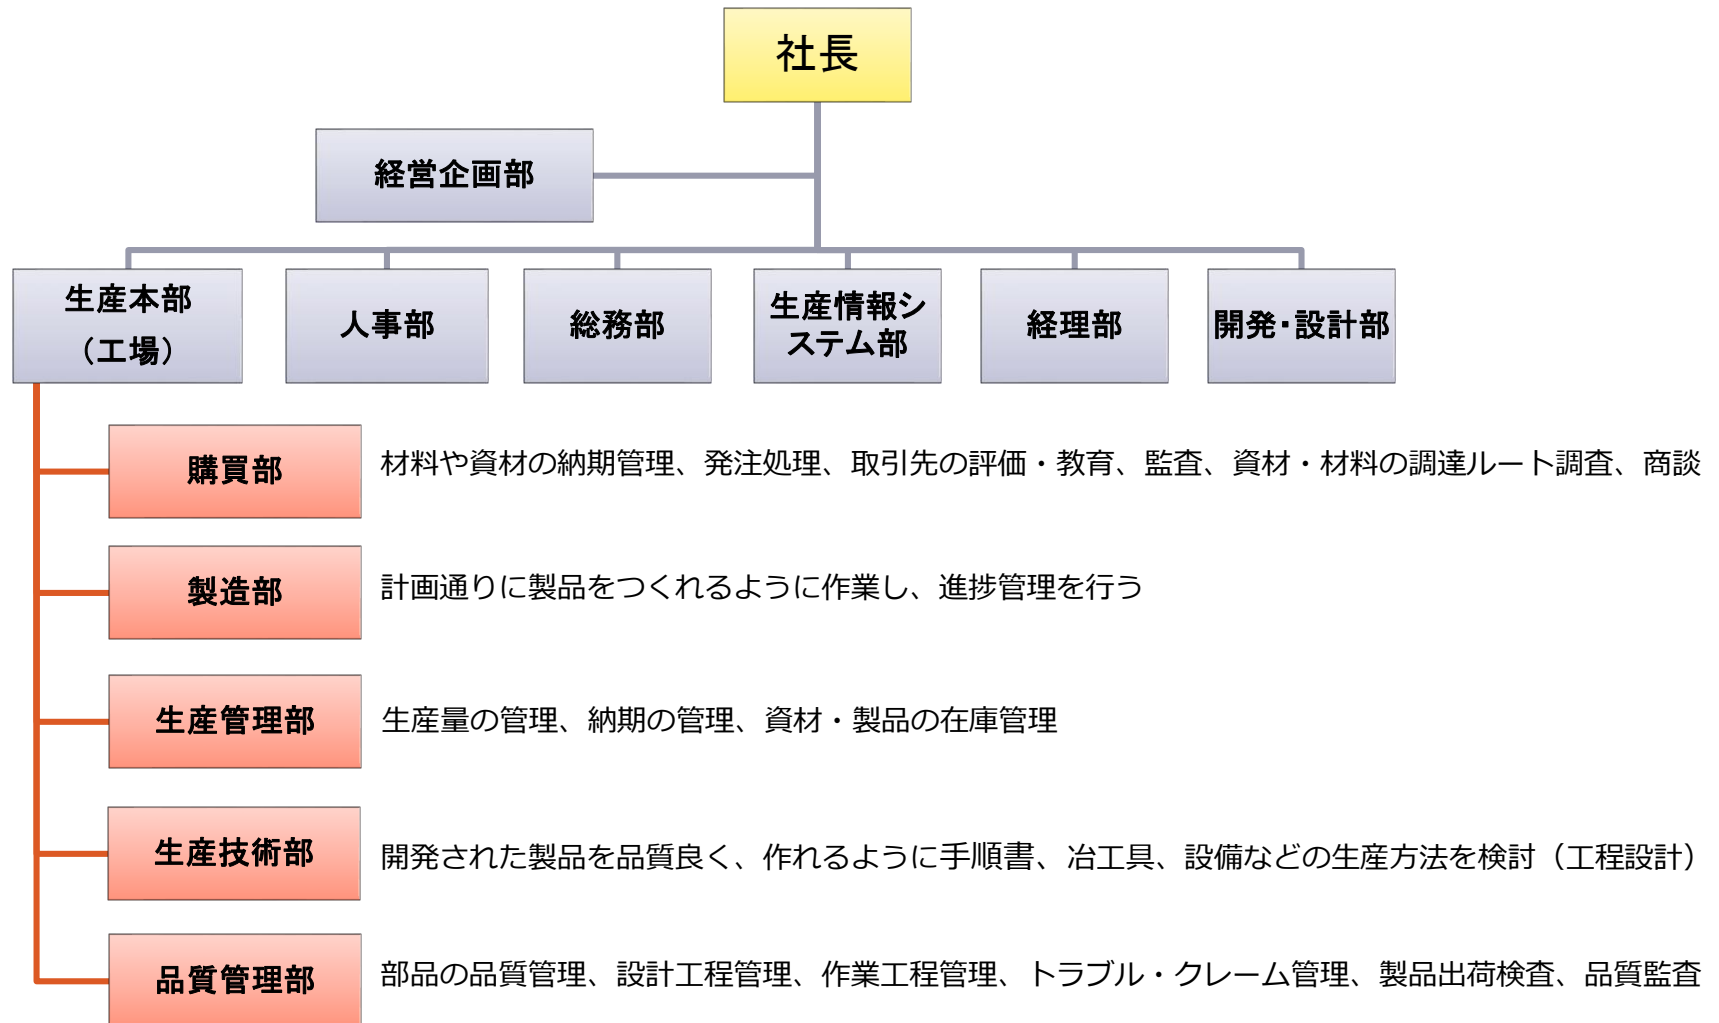 社長
経営企画部
生産本部
（工場）
人事部
総務部
生産情報シ
ステム部
経理部
開発・設計部
購買部
材料や資材の納期管理、発注処理、取引先の評価・教育、監査、資材・材料の調達ルート調査、商談
製造部
計画通りに製品をつくれるように作業し、進捗管理を行う
生産管理部
生産量の管理、納期の管理、資材・製品の在庫管理
生産技術部
開発された製品を品質良く、作れるように手順書、冶工具、設備などの生産方法を検討（工程設計）
品質管理部
部品の品質管理、設計工程管理、作業工程管理、トラブル・クレーム管理、製品出荷検査、品質監査